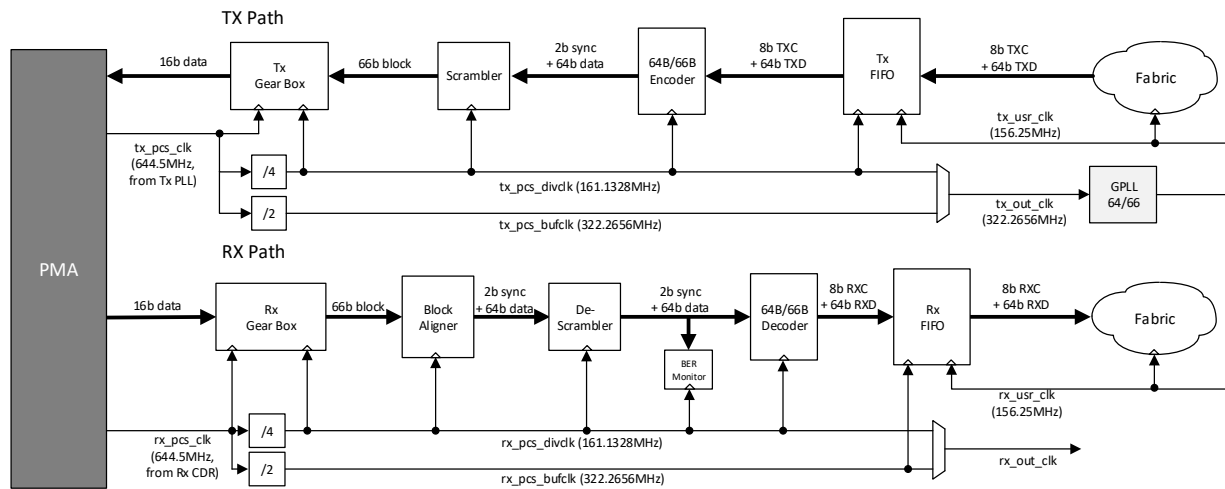 TX Path
16b data
Tx
Gear Box
66b block
Scrambler
2b sync
+ 64b data
64B/66B
Encoder
8b TXC
+ 64b TXD
Tx
FIFO
8b TXC
+ 64b TXD
Fabric
tx_usr_clk
(156.25MHz)
tx_pcs_clk
(644.5MHz,
from Tx PLL)
/4
tx_pcs_divclk (161.1328MHz)
/2
tx_pcs_bufclk (322.2656MHz)
tx_out_clk
(322.2656MHz)
GPLL
64/66
PMA
RX Path
16b data
Rx
Gear Box
66b block
Block
Aligner
2b sync
+ 64b data
De-
Scrambler
2b sync
+ 64b data
BER
Monitor
64B/66B
Decoder
8b RXC
+ 64b RXD
Rx
FIFO
8b RXC
+ 64b RXD
Fabric
rx_usr_clk
(156.25MHz)
rx_pcs_clk
(644.5MHz,
from Rx CDR)
/4
rx_pcs_divclk (161.1328MHz)
/2
rx_pcs_bufclk (322.2656MHz)
rx_out_clk